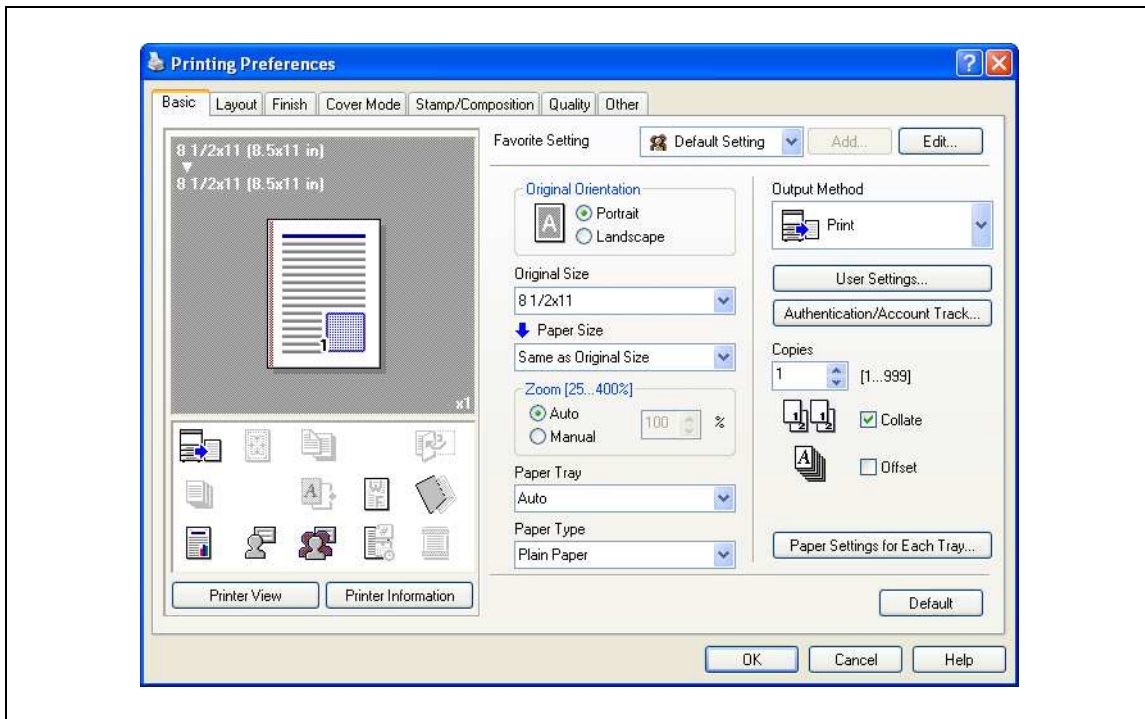 Printing Preferences
Basic Layout Finish Cover Mode Stamp/Composition Quality Other
8 1/2x11 (8.5x11 in)
8 1/2x11 (8.5x11 in)
1
x1
Printer View Printer Information
Favorite Setting Default Setting Add... Edit...
Original Orientation
A Portrait
Landscape
Original Size
8 1/2x11
Paper Size
Same as Original Size
Zoom [25...400%]
Auto
Manual
100 %
Paper Tray
Auto
Paper Type
Plain Paper
Output Method
Print
User Settings...
Authentication/Account Track...
Copies
1 [1...999]
Collate
Offset
Paper Settings for Each Tray...
Default
OK Cancel Help